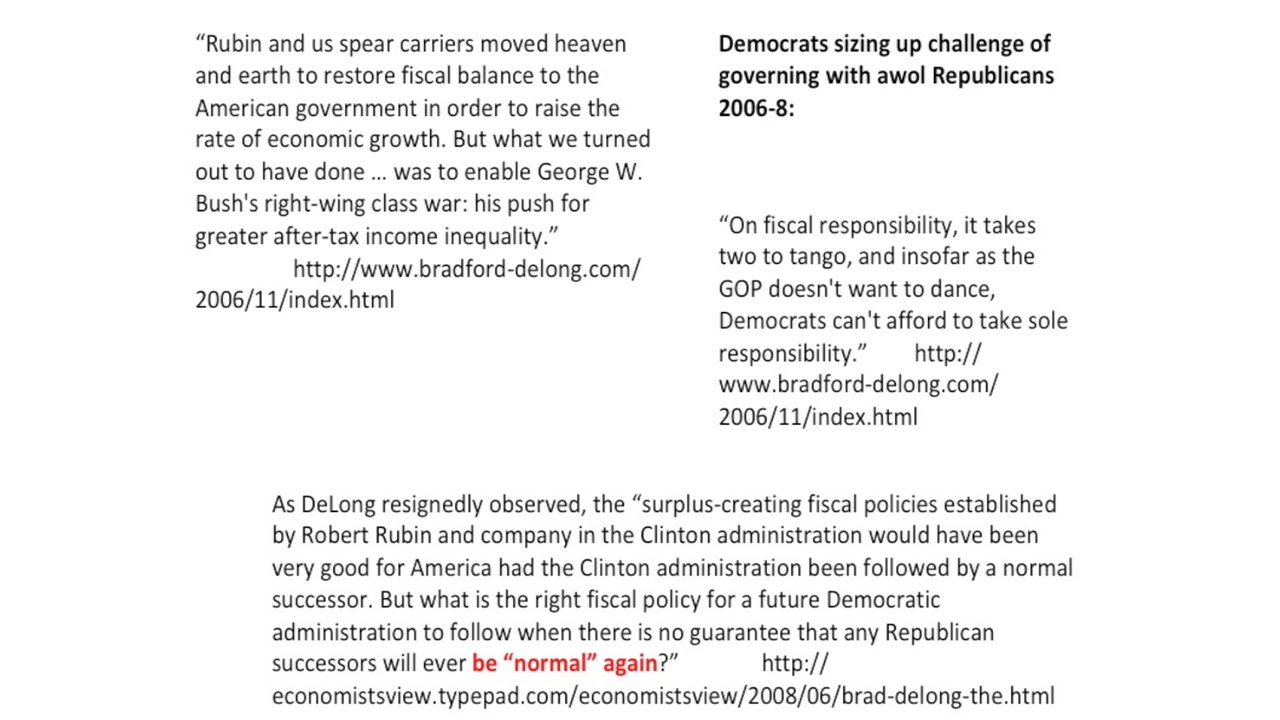 “Rubin and us spear carriers moved heaven
and earth to restore fiscal balance to the
American government in order to raise the
rate of economic growth. But what we turned
out to have done ... was to enable George W.
Bush's right-wing class war: his push for
greater after-tax income inequality.”
http://www.bradford-delong.com/
2006/11/index.html
Democrats sizing up challenge of
governing with awol Republicans
2006-8:
“On fiscal responsibility, it takes
two to tango, and insofar as the
GOP doesn't want to dance,
Democrats can't afford to take sole
responsibility.” http://
www.bradford-delong.com/
2006/11/index.html
As DeLong resignedly observed, the “surplus-creating fiscal policies established
by Robert Rubin and company in the Clinton administration would have been
very good for America had the Clinton administration been followed by a normal
successor. But what is the right fiscal policy for a future Democratic
administration to follow when there is no guarantee that any Republican
successors will ever be “normal” again?” http://
economistsview.typepad.com/economistsview/2008/06/brad-delong-the.html